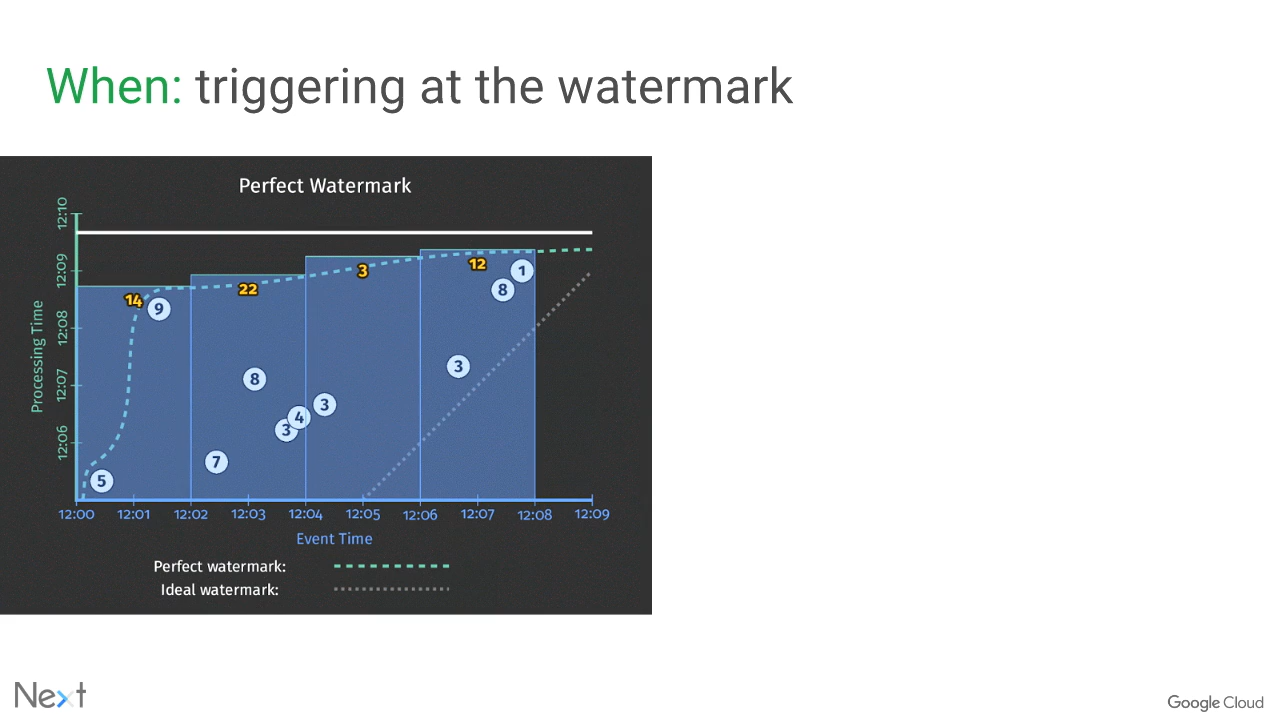 When: triggering at the watermark
Perfect Watermark
Processing Time
12:10
12:09
12:08
12:07
12:06
14
9
22
3
12
1
8
8
3
3
4
3
7
5
12:00 12:01 12:02 12:03 12:04 12:05 12:06 12:07 12:08 12:09
Event Time
Perfect watermark:
Ideal watermark:
Next
Google Cloud